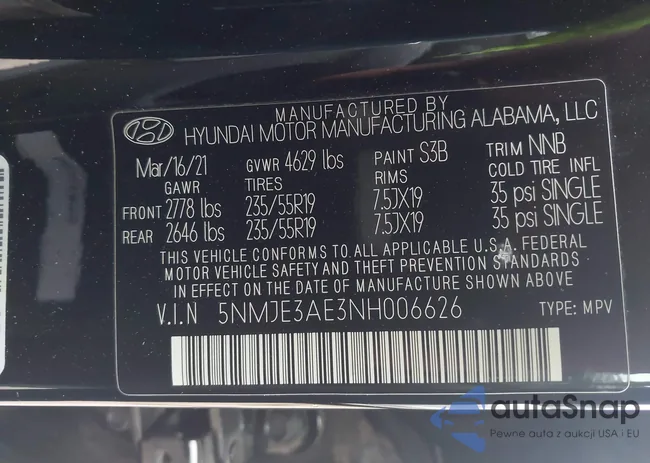 MANUFACTURED BY
HYUNDAI MOTOR MANUFACTURING ALABAMA, LLC
Mar/16/21 GVWR 4629 lbs PAINT S3B TRIM NNB
GAWR TIRES RIMS COLD TIRE INFL
FRONT 2778 lbs 235/55R19 7.5JX19 35 psi SINGLE
REAR 2646 lbs 235/55R19 7.5JX19 35 psi SINGLE
THIS VEHICLE CONFORMS TO ALL APPLICABLE U.S.A. FEDERAL
MOTOR VEHICLE SAFETY AND THEFT PREVENTION STANDARDS
IN EFFECT ON THE DATE OF MANUFACTURE SHOWN ABOVE
V.I.N 5NMJE3AE3NH006626 TYPE: MPV
autaSnap
Pewne auta z aukcji USA i EU